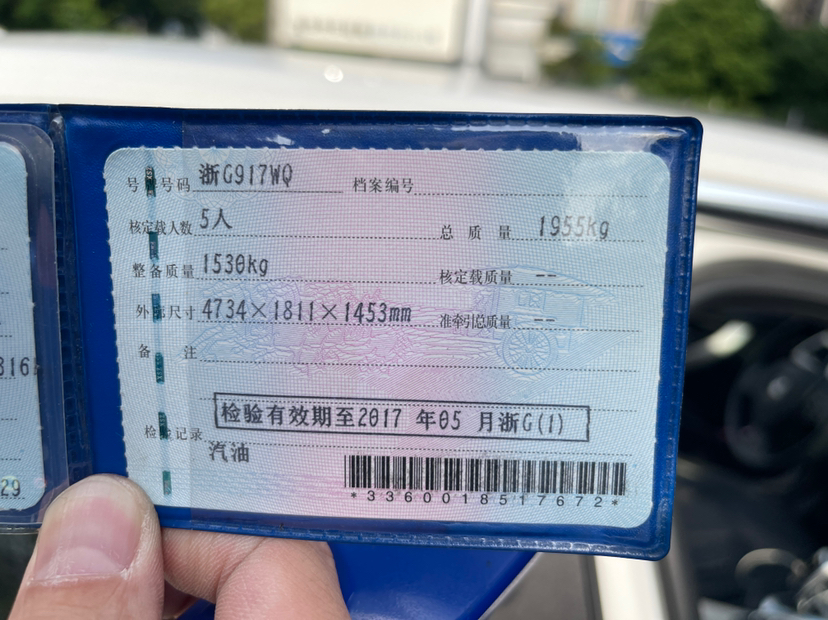 号牌号码 浙G917WQ 档案编号
核定载人数 5人 总质量 1955kg
整备质量 1530kg 核定载质量 --
外廓尺寸 4734×1811×1453mm 准牵引总质量 --
备注
检验有效期至2017 年05 月浙G(1)
检验记录
汽油
*3360018517672*
816
29